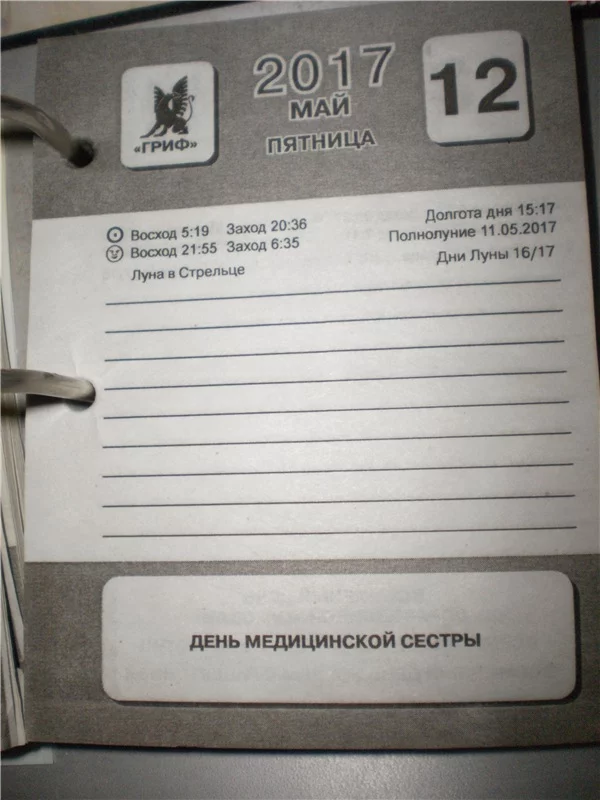 2017
МАЙ
ПЯТНИЦА
12
«ГРИФ»
Восход 5:19 Заход 20:36
Восход 21:55 Заход 6:35
Луна в Стрельце
Долгота дня 15:17
Полнолуние 11.05.2017
Дни Луны 16/17
ДЕНЬ МЕДИЦИНСКОЙ СЕСТРЫ